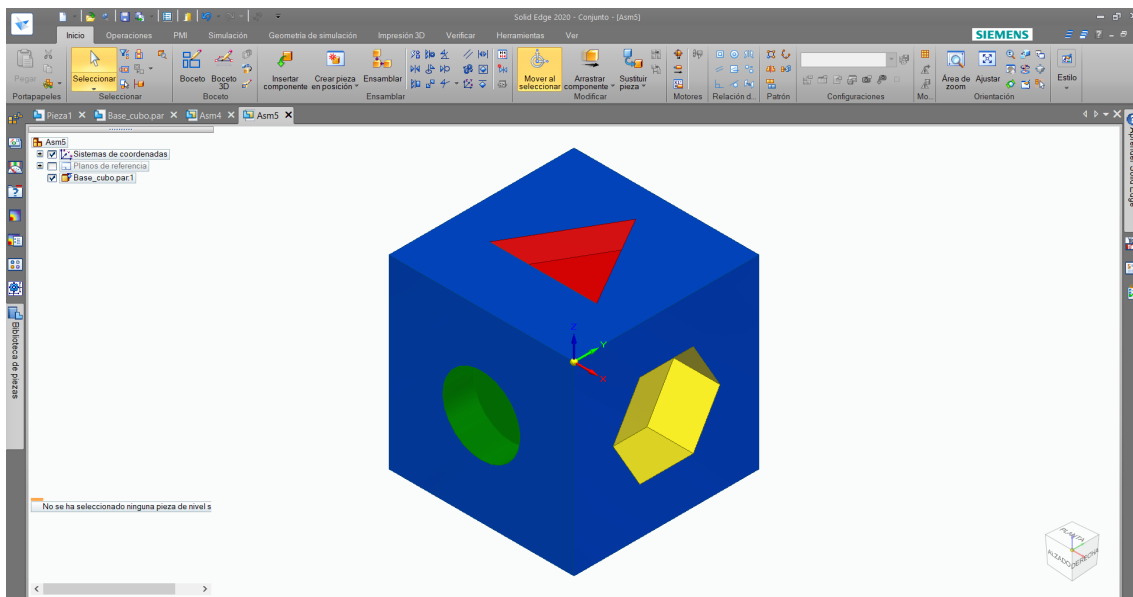 Solid Edge 2020 - Conjunto - [Asm5]
Inicio Operaciones PMI Simulación Geometría de simulación Impresión 3D Verificar Herramientas Ver SIEMENS
Pegar Seleccionar Boceto Boceto 3D Insertar componente Crear pieza en posición Ensamblar Mover al seleccionar Arrastrar componente Sustituir pieza Área de zoom Ajustar Estilo
Portapapeles Seleccionar Boceto Ensamblar Modificar Motores Relación d... Patrón Configuraciones Mo... Orientación
Pieza1 Base_cubo.par Asm4 Asm5
Asm5
Sistemas de coordenadas
Planos de referencia
Base_cubo.par:1
Biblioteca de piezas
No se ha seleccionado ninguna pieza de nivel s
Z
Y
X
PLANTA
ALZADO DERECHA
Aprender Solid Edge